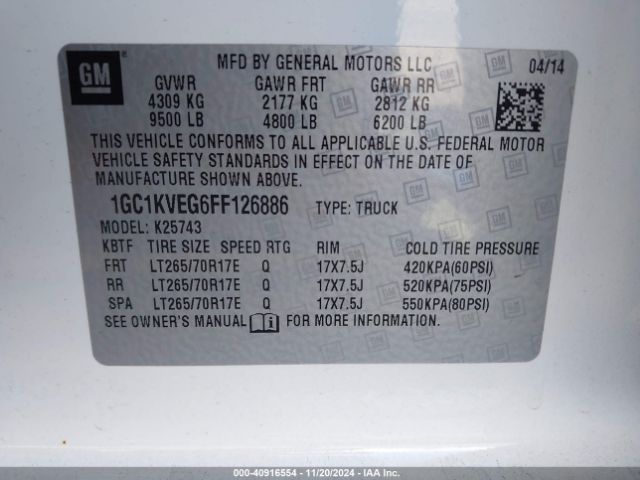 GM
MFD BY GENERAL MOTORS LLC 04/14
GVWR GAWR FRT GAWR RR
4309 KG 2177 KG 2812 KG
9500 LB 4800 LB 6200 LB
THIS VEHICLE CONFORMS TO ALL APPLICABLE U.S. FEDERAL MOTOR
VEHICLE SAFETY STANDARDS IN EFFECT ON THE DATE OF
MANUFACTURE SHOWN ABOVE.
1GC1KVEG6FF126886 TYPE: TRUCK
MODEL: K25743
KBTF TIRE SIZE SPEED RTG RIM COLD TIRE PRESSURE
FRT LT265/70R17E Q 17X7.5J 420KPA(60PSI)
RR LT265/70R17E Q 17X7.5J 520KPA(75PSI)
SPA LT265/70R17E Q 17X7.5J 550KPA(80PSI)
SEE OWNER'S MANUAL FOR MORE INFORMATION.
000-40916554 - 11/20/2024 - IAA Inc.